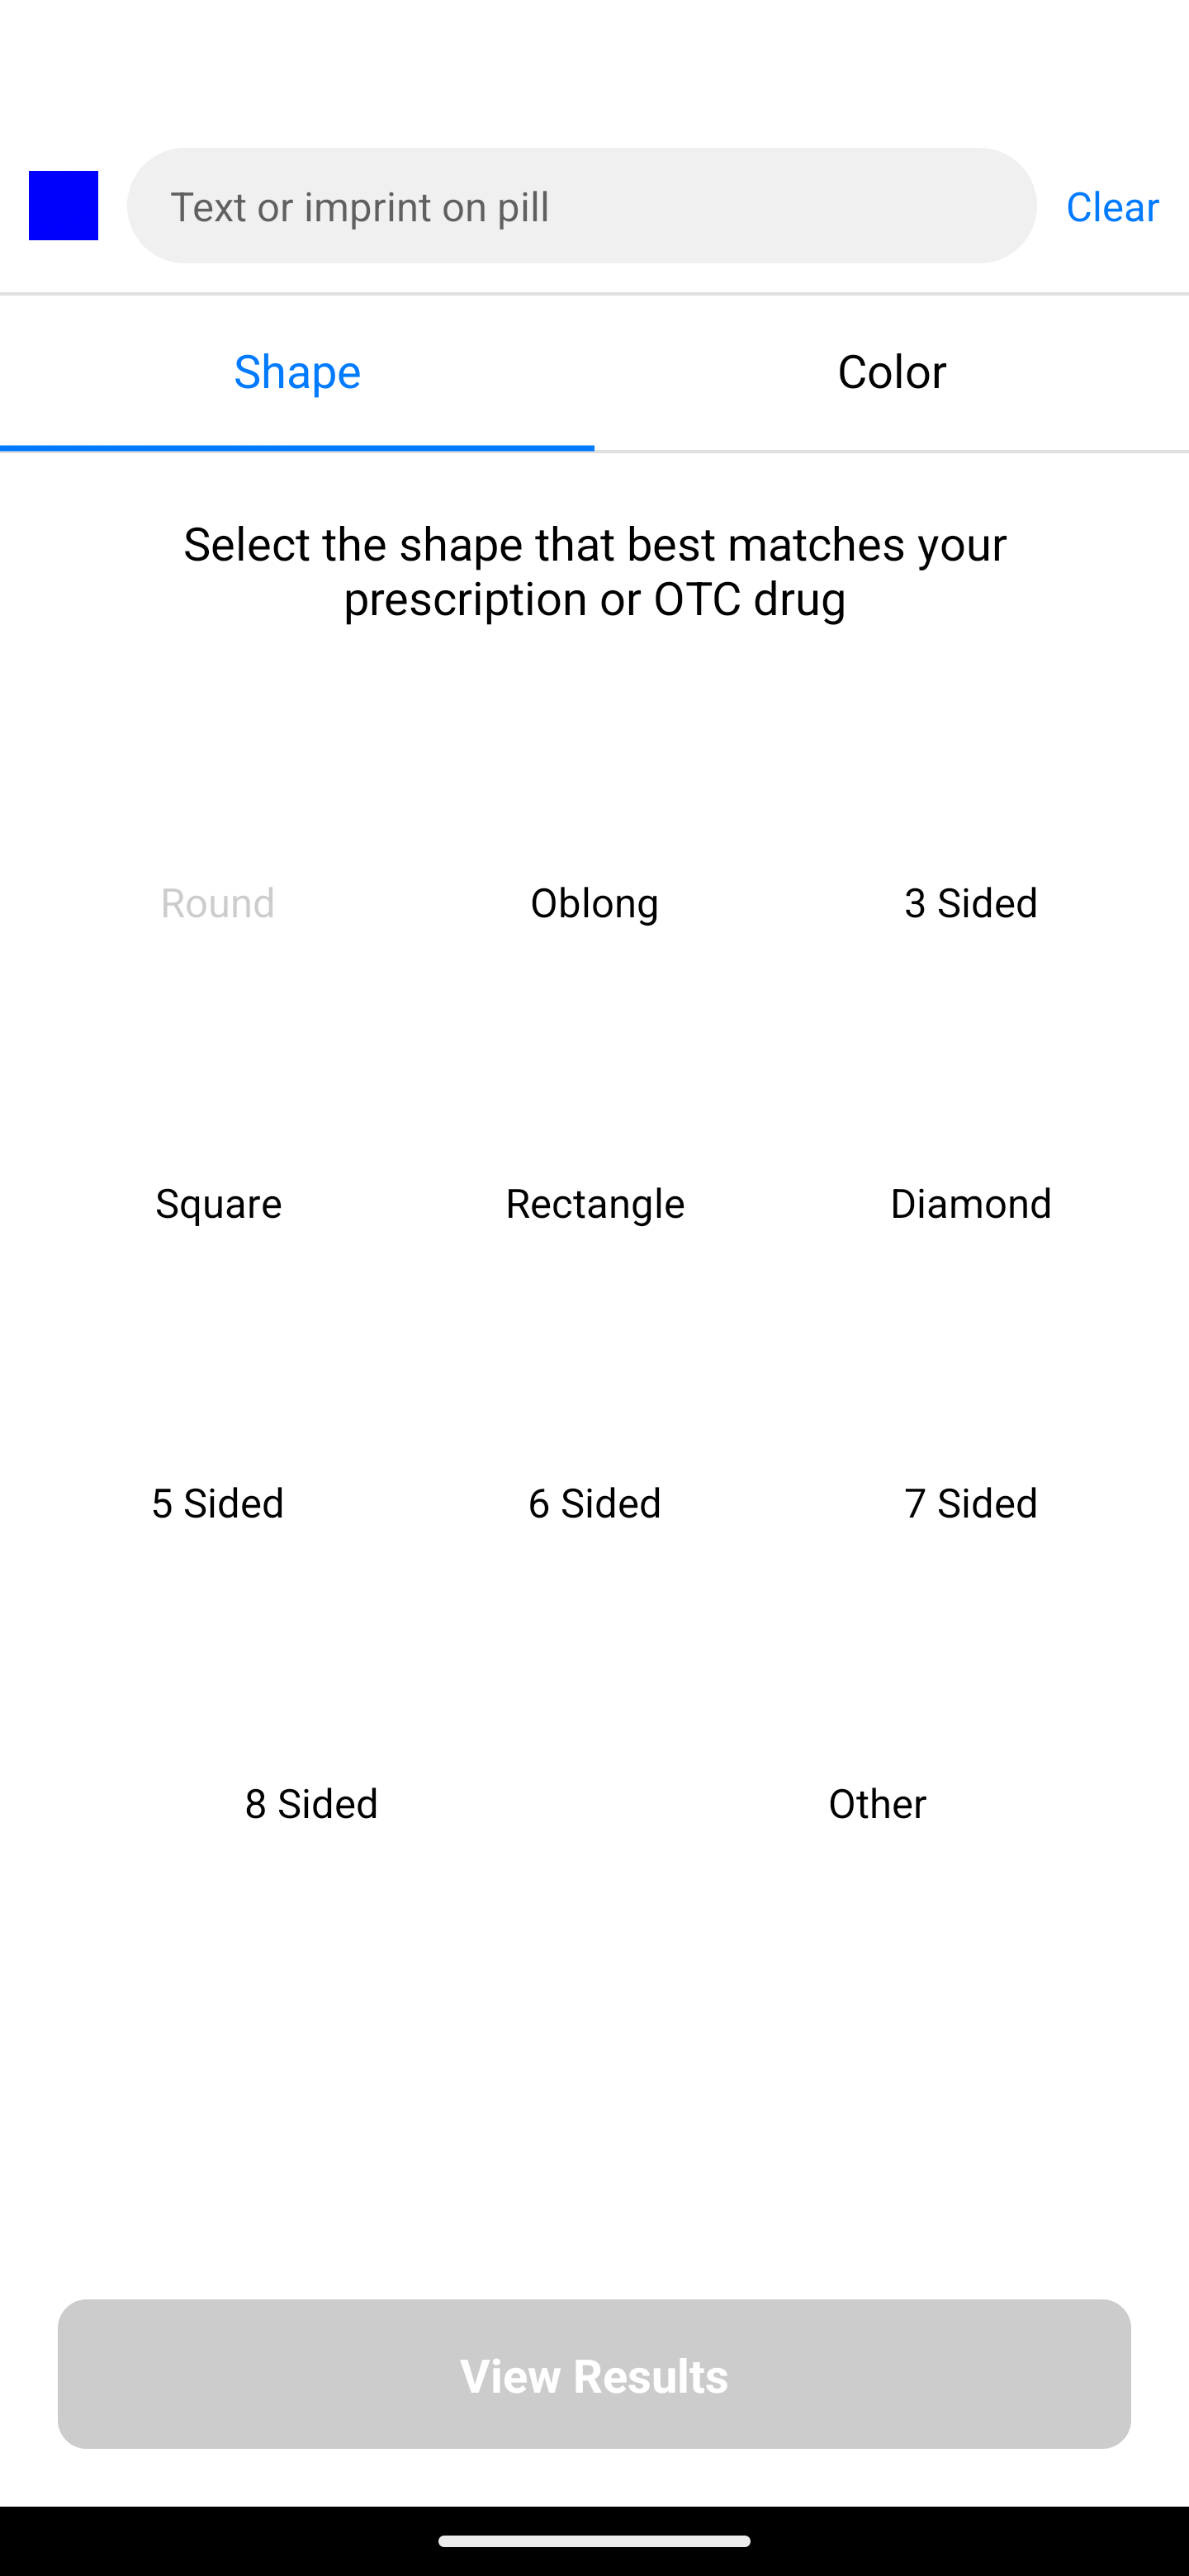 Text or imprint on pill
Clear
Shape
Color
Select the shape that best matches your
prescription or OTC drug
Round
Oblong
3 Sided
Square
Rectangle
Diamond
5 Sided
6 Sided
7 Sided
8 Sided
Other
View Results